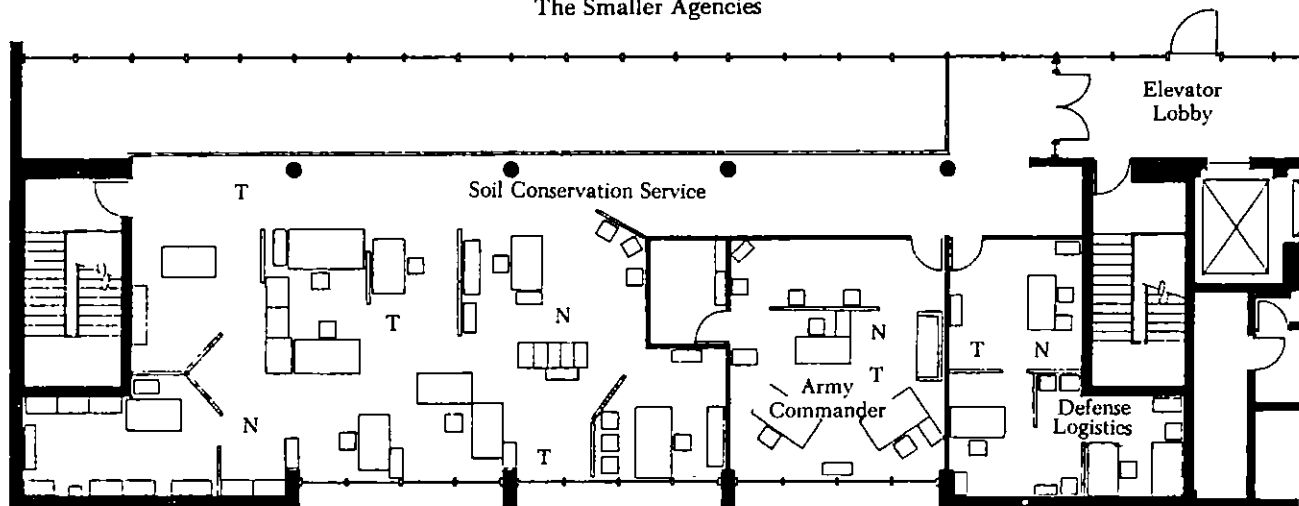 The Smaller Agencies
Elevator
Lobby
T
Soil Conservation Service
T
N
N
T
N
T
Army
Commander
T
N
Defense
Logistics
N
T